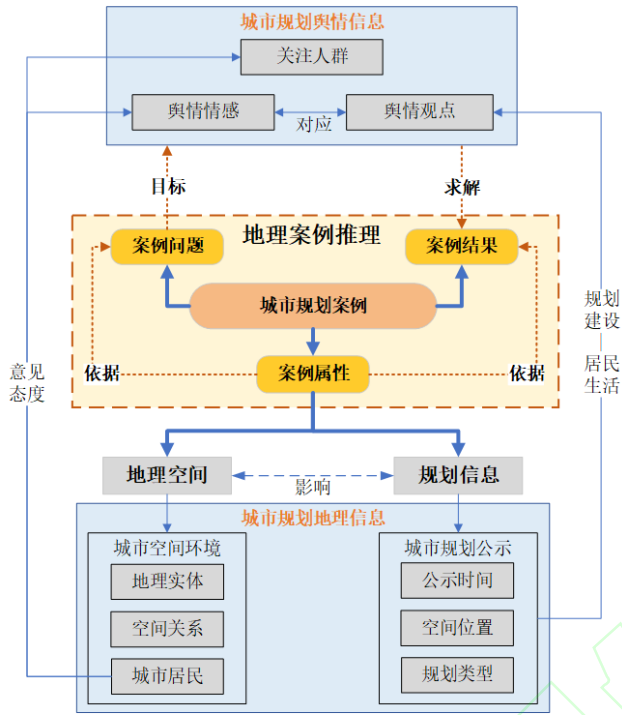 城市规划舆情信息
关注人群
舆情情感
对应
舆情观点
目标
求解
地理案例推理
案例问题
案例结果
城市规划案例
规划
建设
依据
案例属性
依据
意见
态度
居民
生活
地理空间
影响
规划信息
城市规划地理信息
城市空间环境
城市规划公示
地理实体
公示时间
空间关系
空间位置
城市居民
规划类型